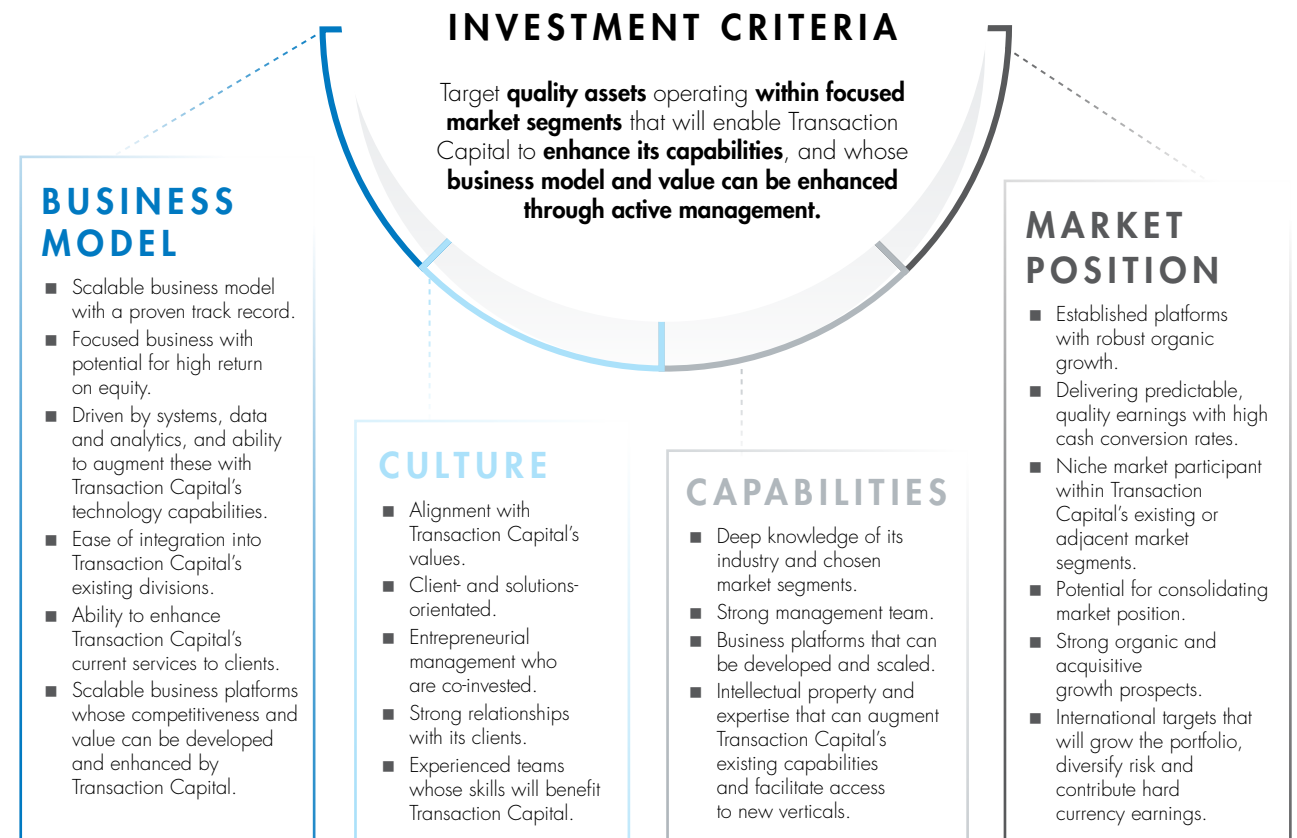 INVESTMENT CRITERIA
Target quality assets operating within focused
market segments that will enable Transaction
Capital to enhance its capabilities, and whose
business model and value can be enhanced
through active management.
BUSINESS
MODEL
■ Scalable business model
with a proven track record.
■ Focused business with
potential for high return
on equity.
■ Driven by systems, data
and analytics, and ability
to augment these with
Transaction Capital’s
technology capabilities.
■ Ease of integration into
Transaction Capital’s
existing divisions.
■ Ability to enhance
Transaction Capital’s
current services to clients.
■ Scalable business platforms
whose competitiveness and
value can be developed
and enhanced by
Transaction Capital.
CULTURE
■ Alignment with
Transaction Capital’s
values.
■ Client- and solutions-
orientated.
■ Entrepreneurial
management who
are co-invested.
■ Strong relationships
with its clients.
■ Experienced teams
whose skills will benefit
Transaction Capital.
CAPABILITIES
■ Deep knowledge of its
industry and chosen
market segments.
■ Strong management team.
■ Business platforms that can
be developed and scaled.
■ Intellectual property and
expertise that can augment
Transaction Capital’s
existing capabilities
and facilitate access
to new verticals.
MARKET
POSITION
■ Established platforms
with robust organic
growth.
■ Delivering predictable,
quality earnings with high
cash conversion rates.
■ Niche market participant
within Transaction
Capital’s existing or
adjacent market
segments.
■ Potential for consolidating
market position.
■ Strong organic and
acquisitive
growth prospects.
■ International targets that
will grow the portfolio,
diversify risk and
contribute hard
currency earnings.